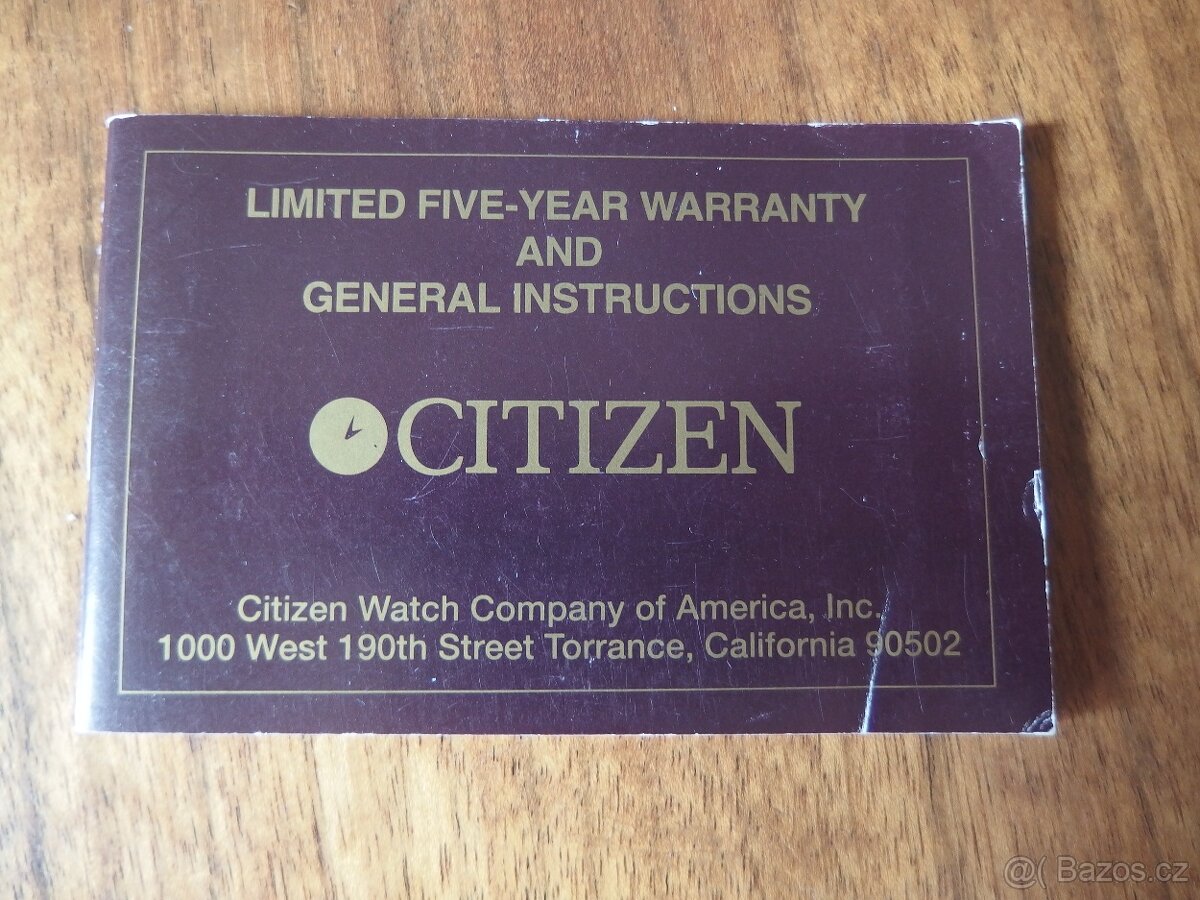 LIMITED FIVE-YEAR WARRANTY
AND
GENERAL INSTRUCTIONS
CITIZEN
Citizen Watch Company of America, Inc.
1000 West 190th Street Torrance, California 90502
@( Bazos.cz